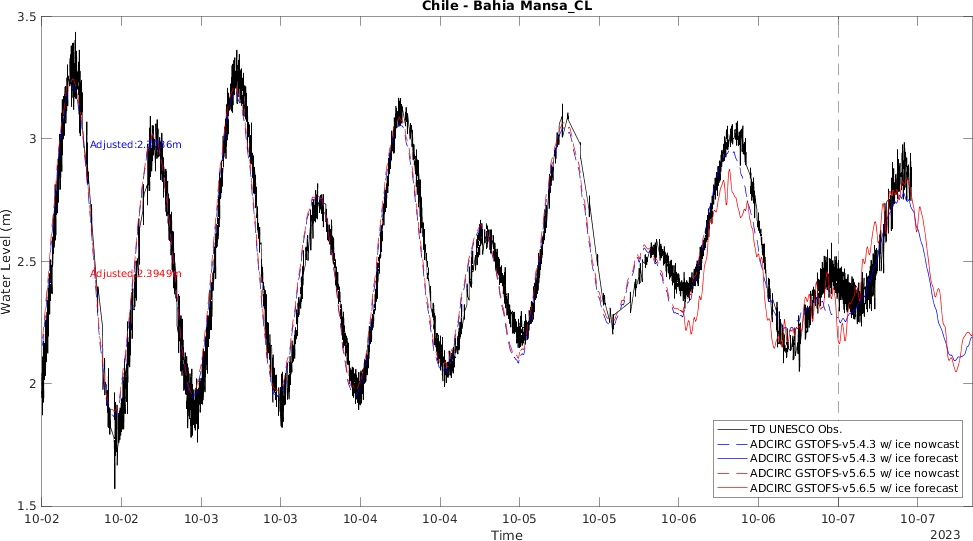 Chile - Bahia Mansa_CL
3.5
3
2.5
2
1.5
Water Level (m)
Adjusted:2.3949m
10-02
10-02
10-03
10-03
10-04
10-04
10-05
10-05
10-06
10-06
10-07
10-07
2023
Time
TD UNESCO Obs.
ADCIRC GSTOFS-v5.4.3 w/ ice nowcast
ADCIRC GSTOFS-v5.4.3 w/ ice forecast
ADCIRC GSTOFS-v5.6.5 w/ ice nowcast
ADCIRC GSTOFS-v5.6.5 w/ ice forecast